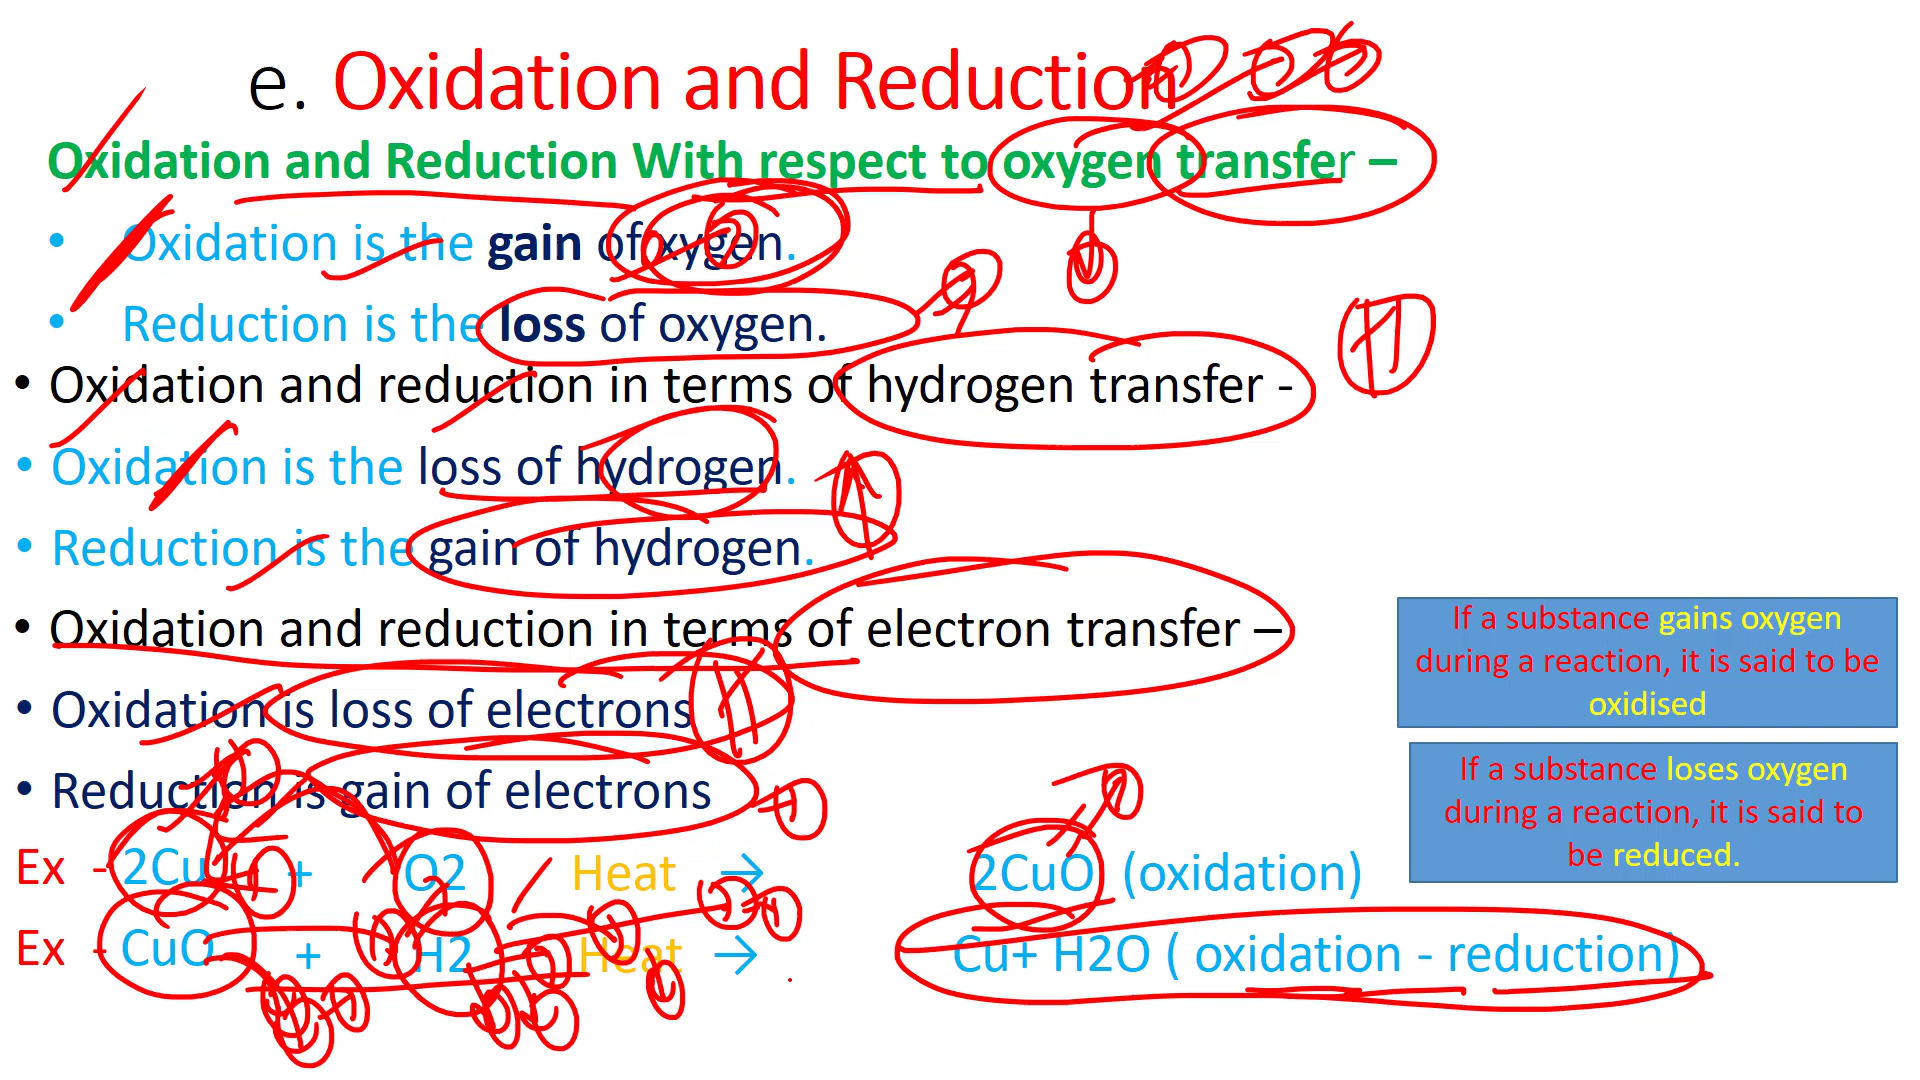 e. Oxidation and Reduction
Oxidation and Reduction With respect to oxygen transfer –
• Oxidation is the gain of oxygen.
• Reduction is the loss of oxygen.
• Oxidation and reduction in terms of hydrogen transfer -
• Oxidation is the loss of hydrogen.
• Reduction is the gain of hydrogen.
• Oxidation and reduction in terms of electron transfer –
• Oxidation is loss of electrons
• Reduction is gain of electrons
Ex - 2Cu + O2 Heat → 2CuO (oxidation)
Ex - CuO + H2 Heat → Cu+ H2O ( oxidation - reduction)
If a substance gains oxygen
during a reaction, it is said to be
oxidised
If a substance loses oxygen
during a reaction, it is said to
be reduced.